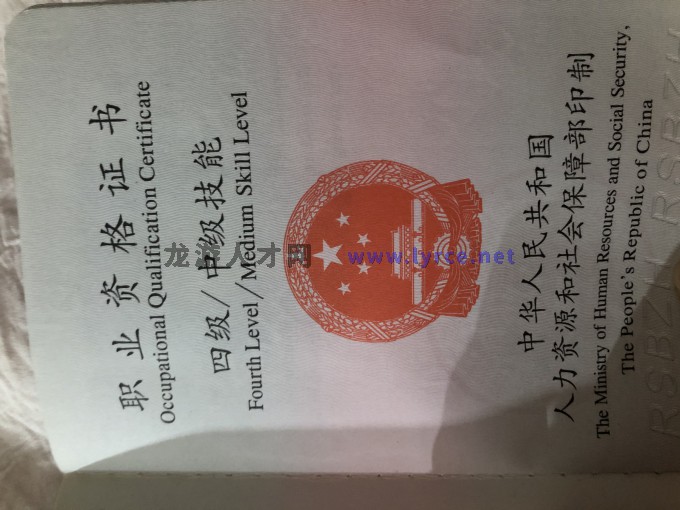 职业资格证书
Occupational Qualification Certificate
四级/中级技能
Fourth Level/Medium Skill Level
中华人民共和国
人力资源和社会保障部印制
The Ministry of Human Resources and Social Security,
The People's Republic of China
RSBZH RSBZH
龙岩人才网 www.lyrc.net